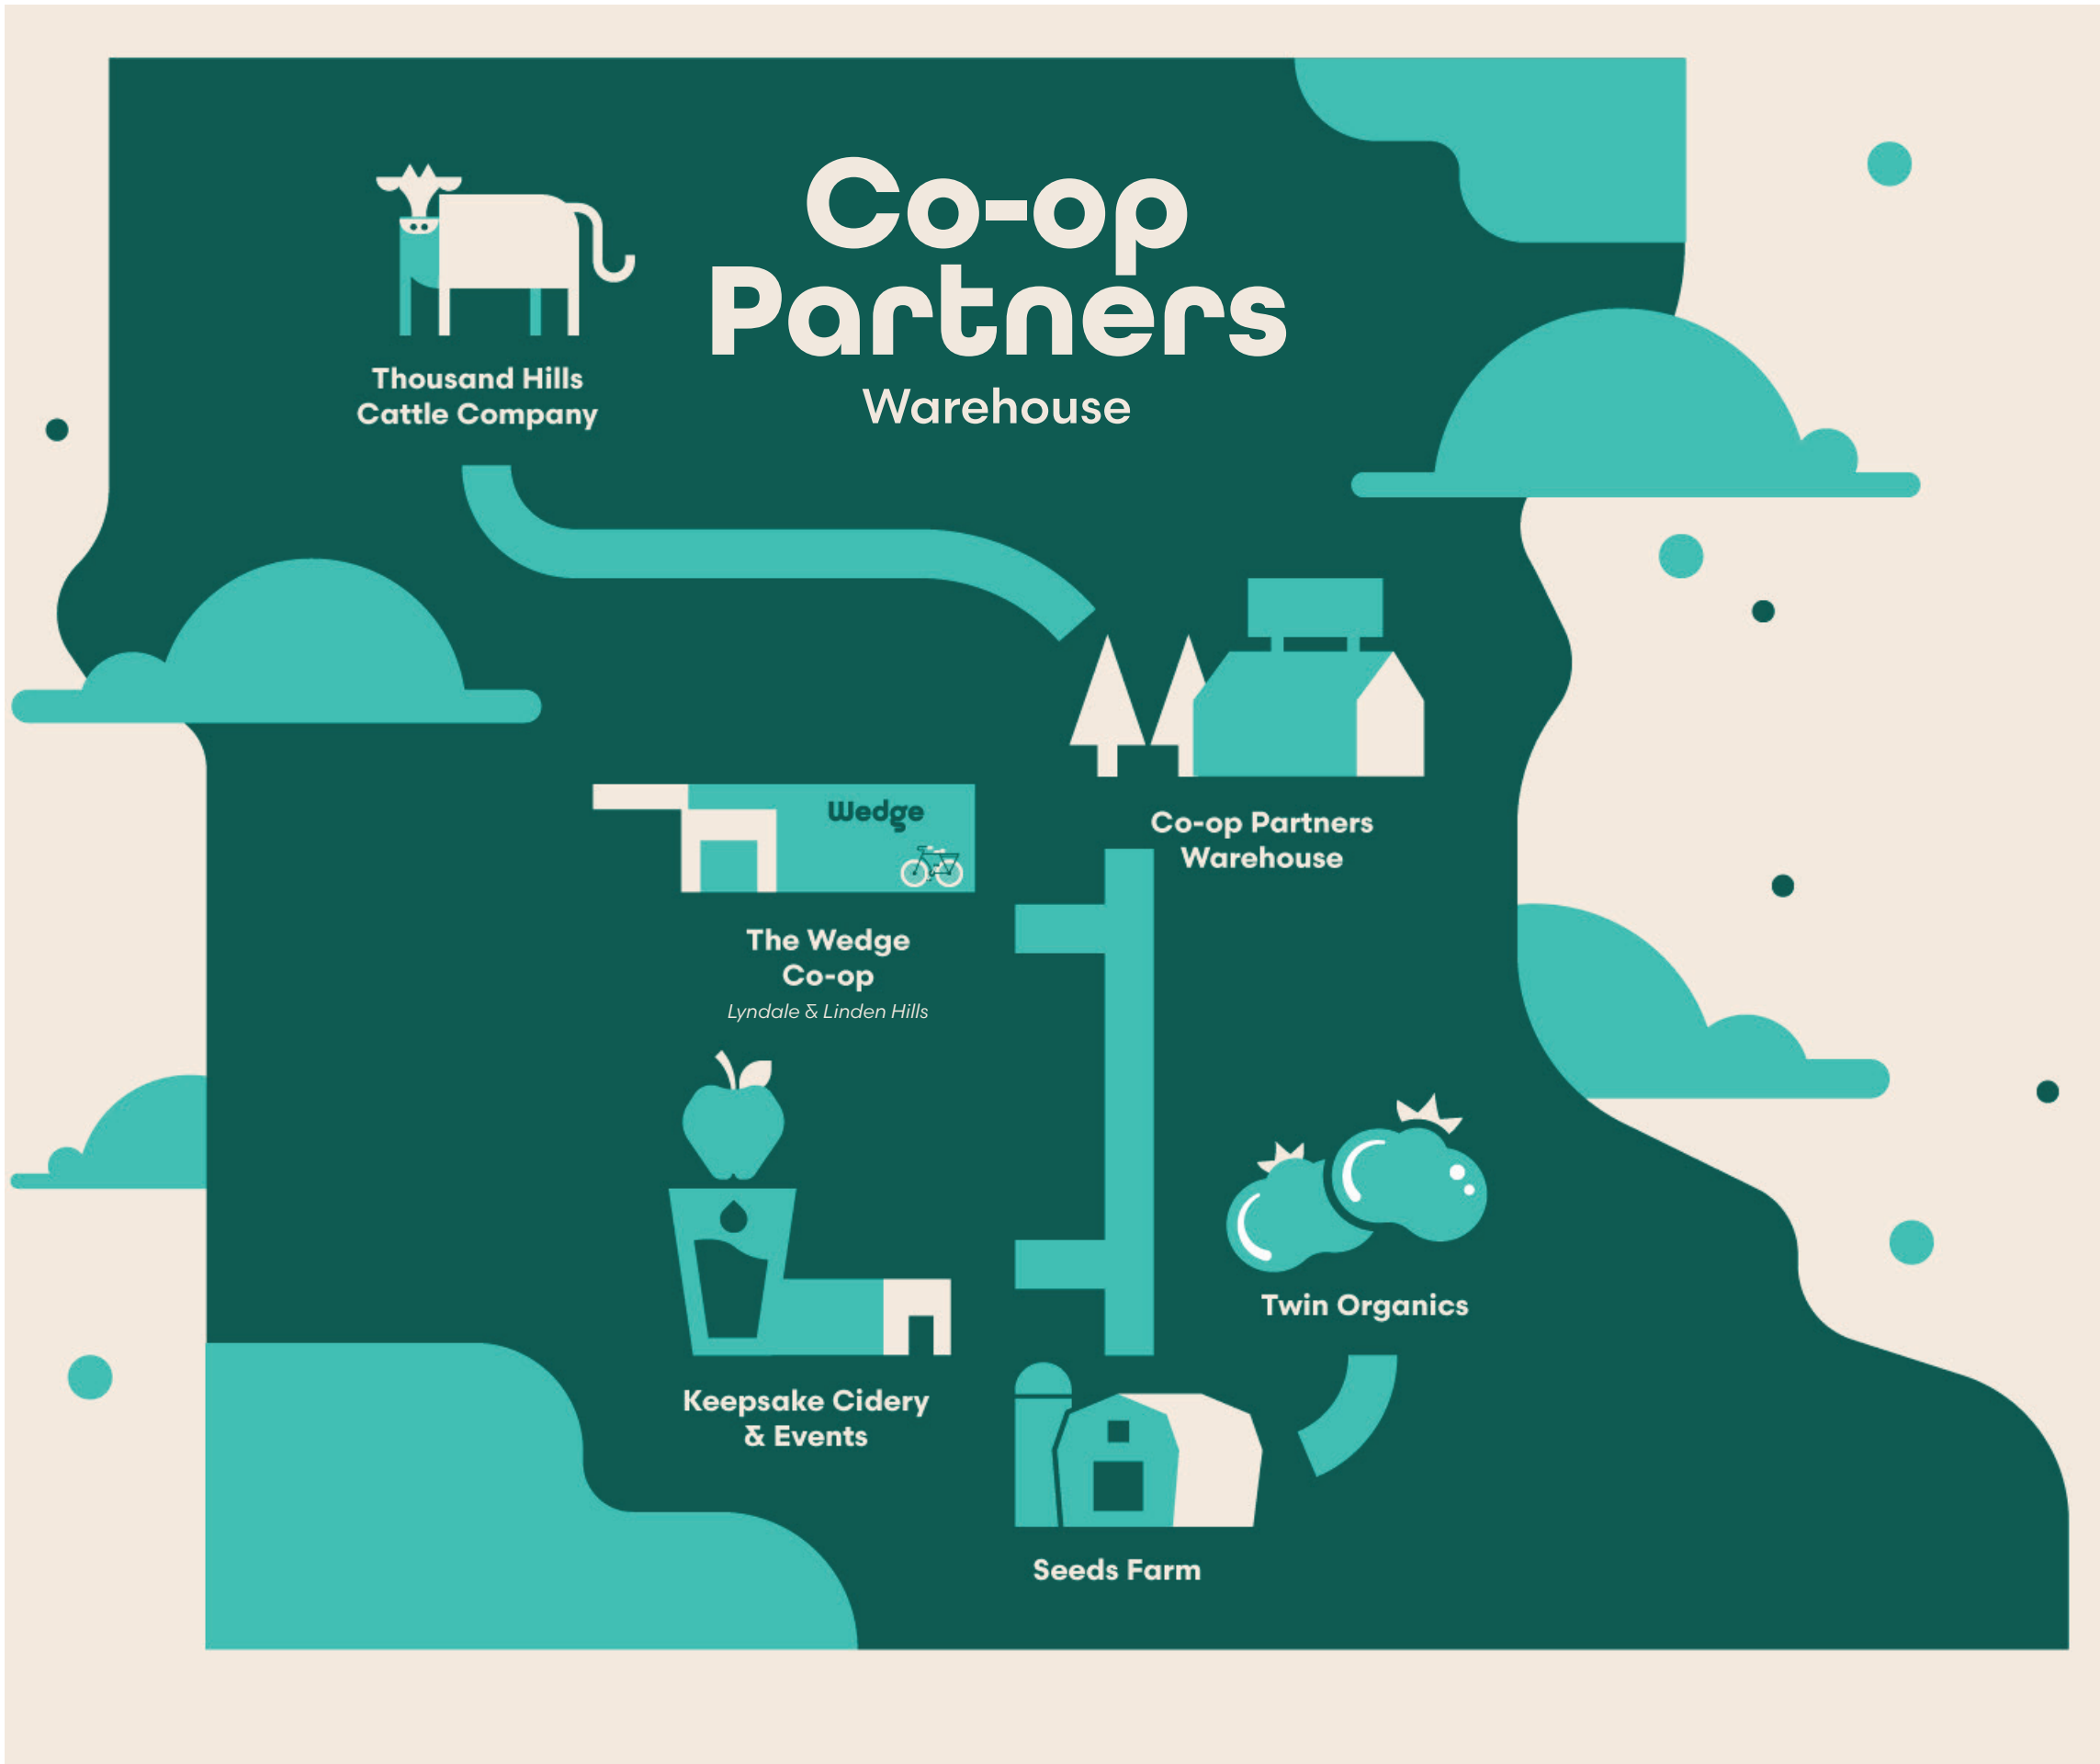 Co-op
Partners
Warehouse
Thousand Hills
Cattle Company
Wedge
Co-op Partners
Warehouse
The Wedge
Co-op
Lyndale & Linden Hills
Twin Organics
Keepsake Cidery
& Events
Seeds Farm